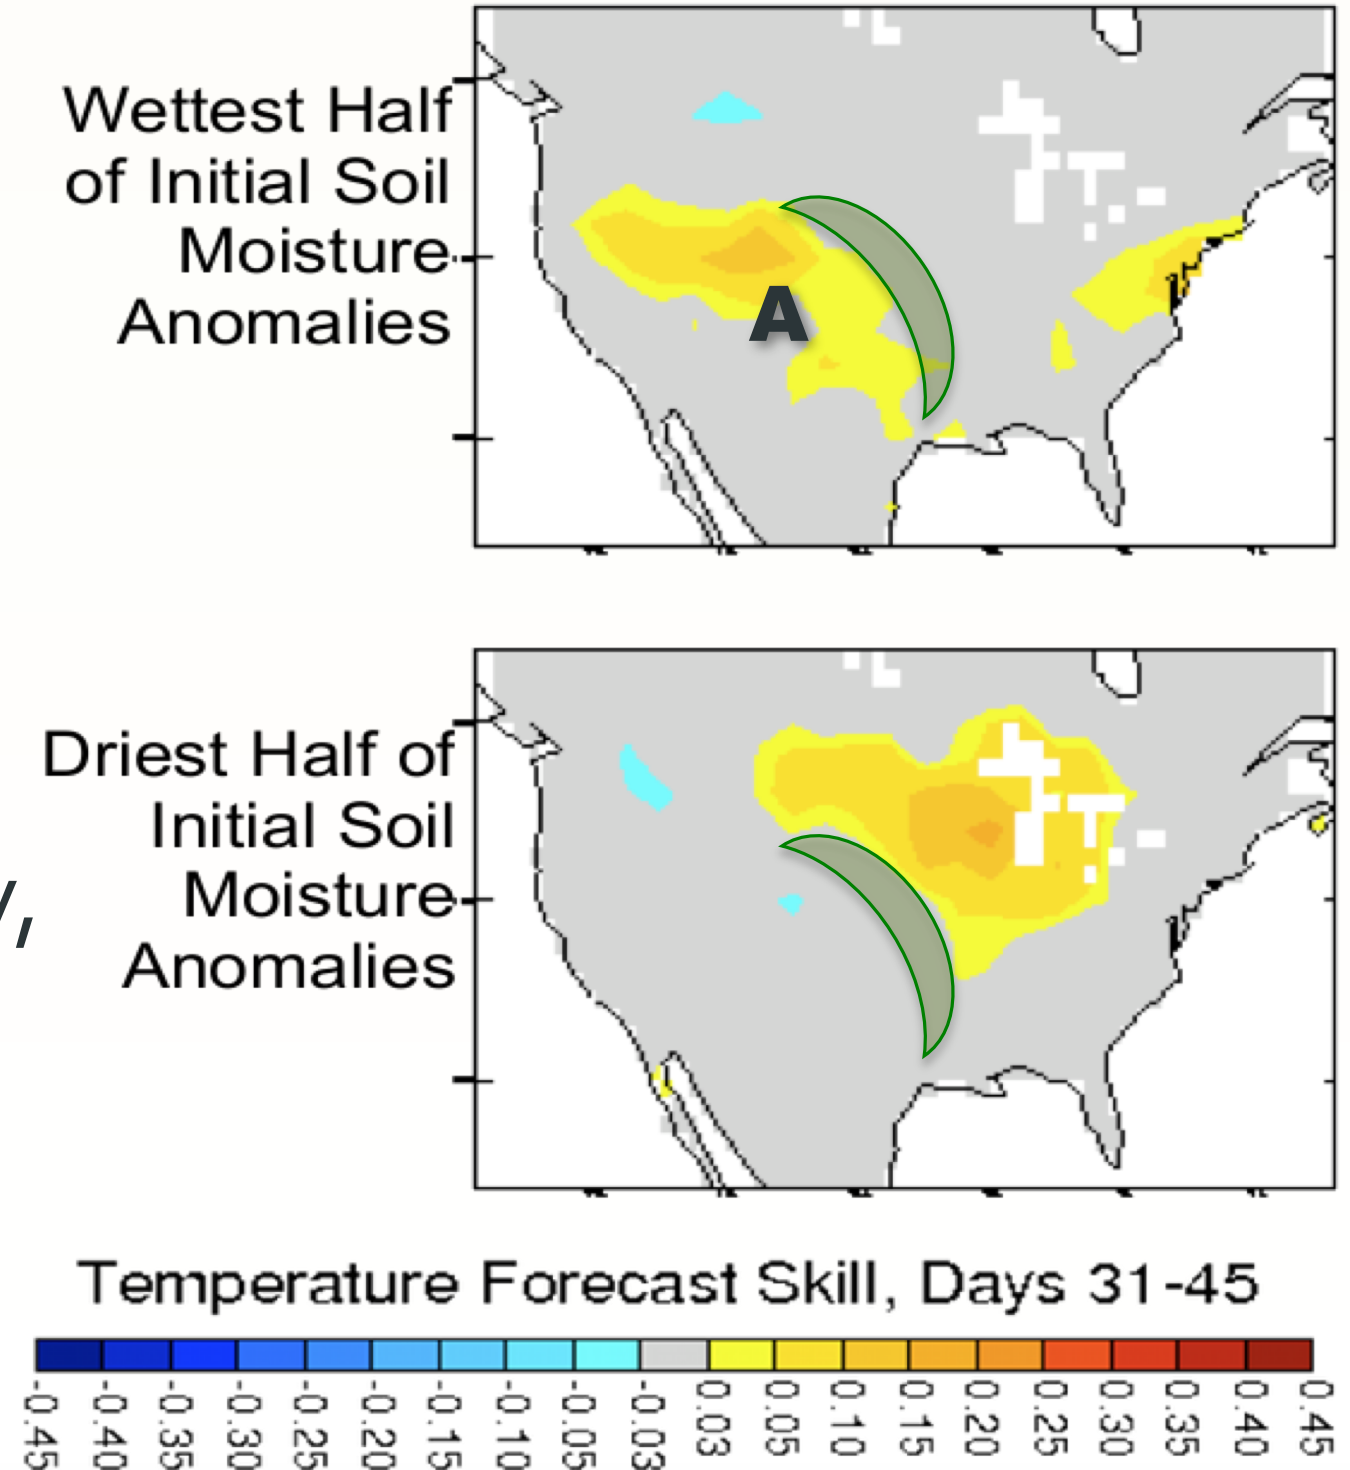 Wettest Half
of Initial Soil
Moisture
Anomalies
A
Driest Half of
Initial Soil
Moisture
Anomalies
y,
Temperature Forecast Skill, Days 31-45
-0.45 -0.40 -0.35 -0.30 -0.25 -0.20 -0.15 -0.10 -0.05 -0.03 0.03 0.05 0.10 0.15 0.20 0.25 0.30 0.35 0.40 0.45